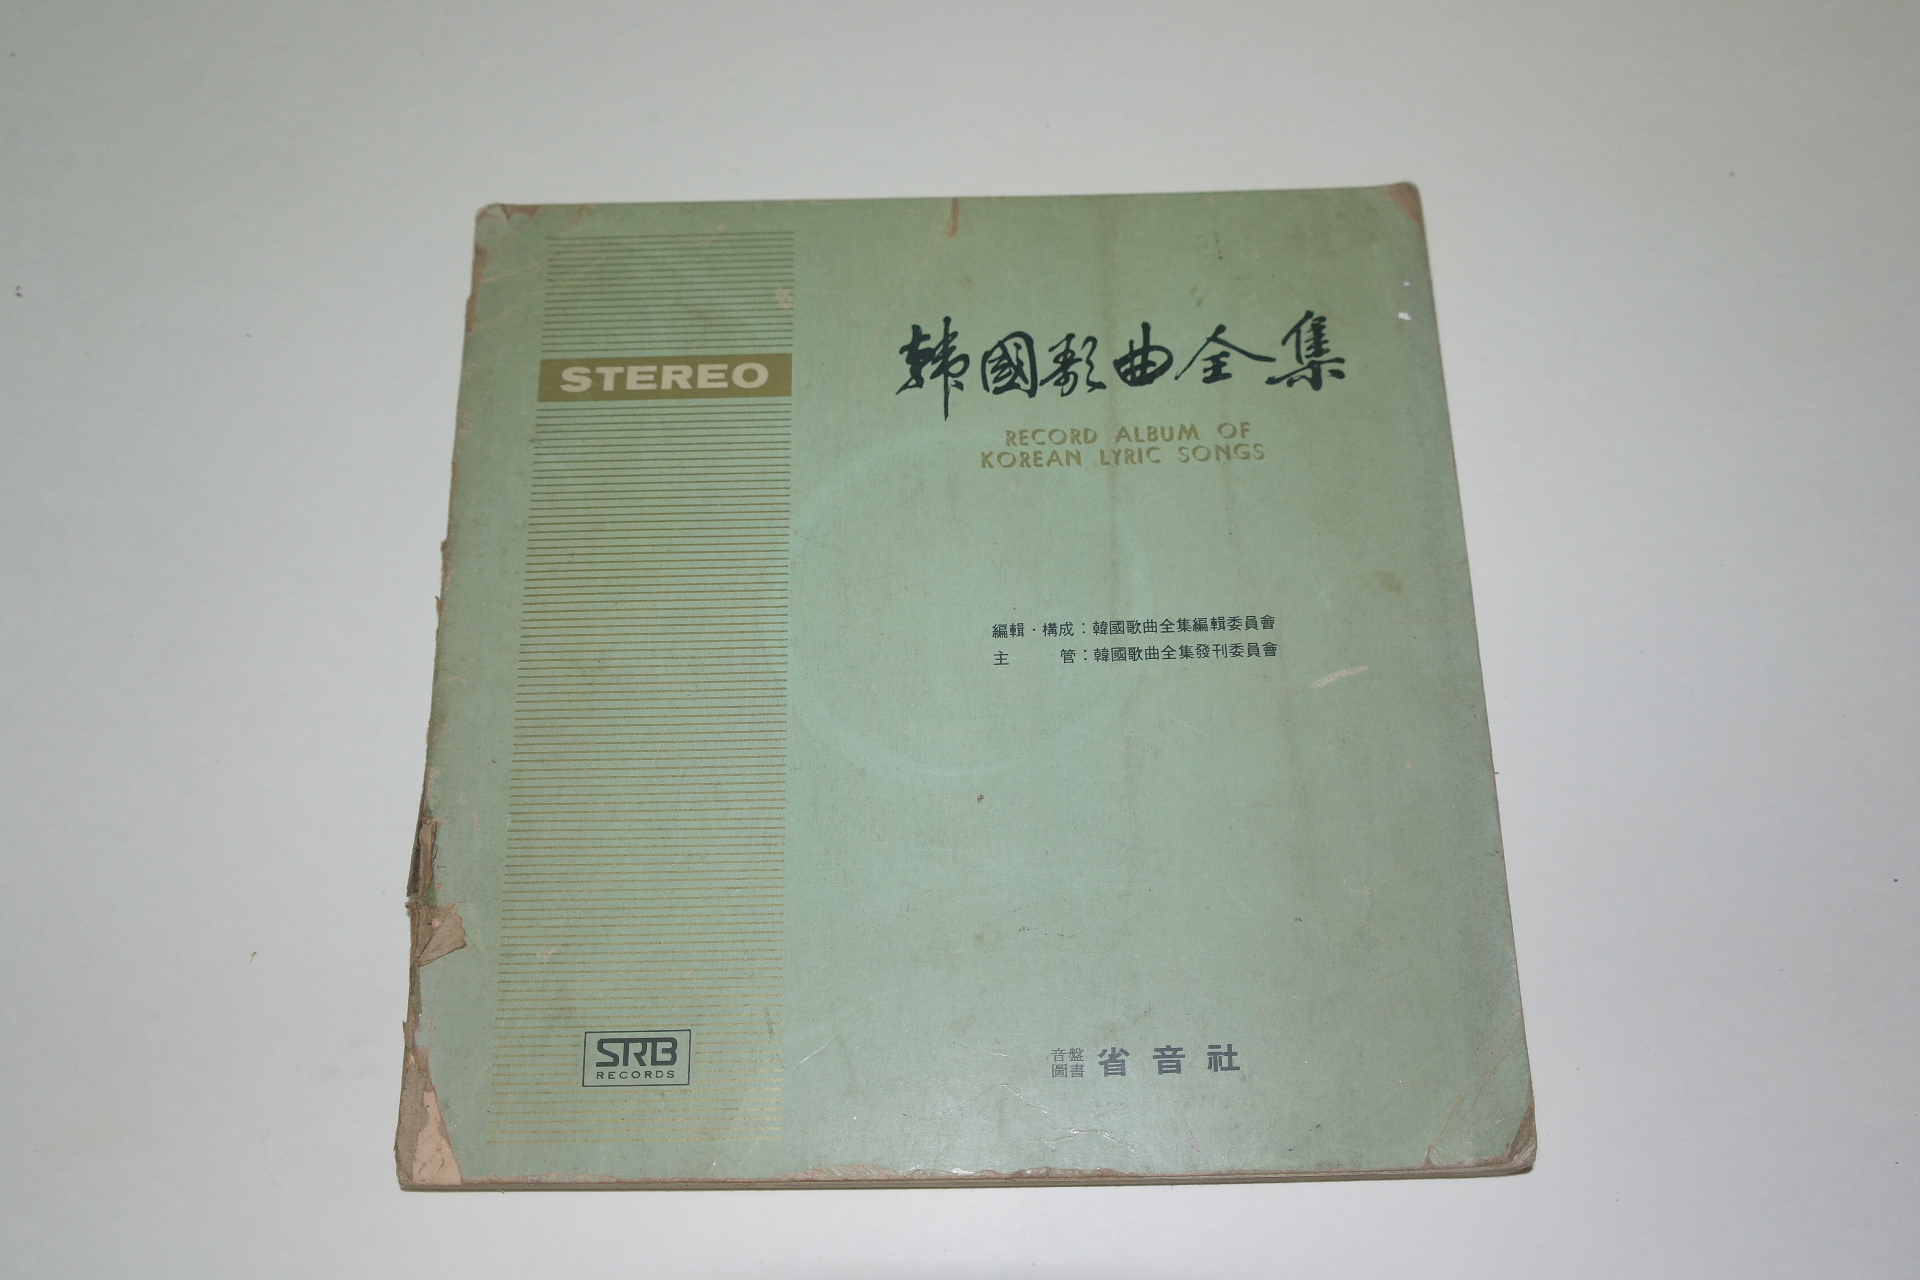 STEREO
韓國歌曲全集
RECORD ALBUM OF
KOREAN LYRIC SONGS
編輯·構成：韓國歌曲全集編輯委員會
主 管：韓國歌曲全集發刊委員會
SRB
RECORDS
音盤
圖書
省音社